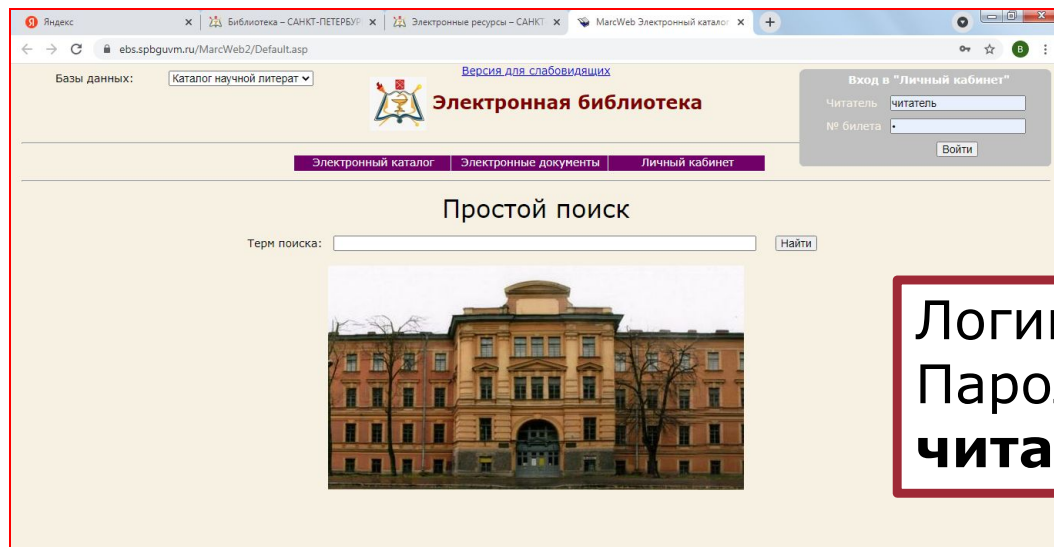 Яндекс
Библиотека – САНКТ-ПЕТЕРБУР
Электронные ресурсы – САНКТ-
MarcWeb Электронный каталог
ebs.spbguvm.ru/MarcWeb2/Default.asp
В
Базы данных:
Каталог научной литерат
Версия для слабовидящих
Электронная библиотека
Вход в "Личный кабинет"
Читатель читатель
№ билета •
Войти
Электронный каталог Электронные документы Личный кабинет
Простой поиск
Терм поиска:
Найти